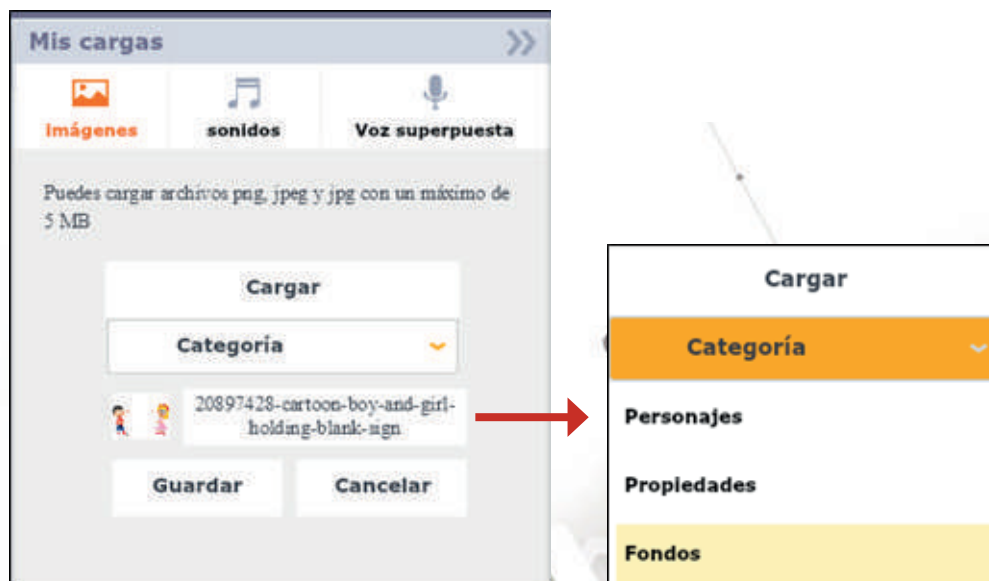 Mis cargas
Imágenes
sonidos
Voz superpuesta
Puedes cargar archivos png, jpeg y jpg con un máximo de
5 MB
Cargar
Categoría
20897428-cartoon-boy-and-girl-
holding-blank-sign
Guardar
Cancelar
Cargar
Categoría
Personajes
Propiedades
Fondos